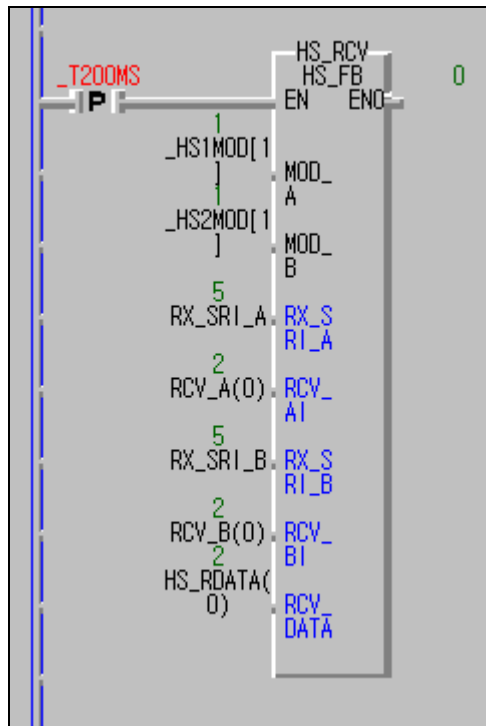 HS_RCV
_T200MS HS_FB 0
P EN ENO
1
_HS1MOD[1
] MOD_
A
1
_HS2MOD[1
] MOD_
B
5
RX_SRI_A RX_S
RI_A
2
RCV_A(0) RCV_
AI
5
RX_SRI_B RX_S
RI_B
2
RCV_B(0) RCV_
BI
2
HS_RDATA(
0) RCV_
DATA